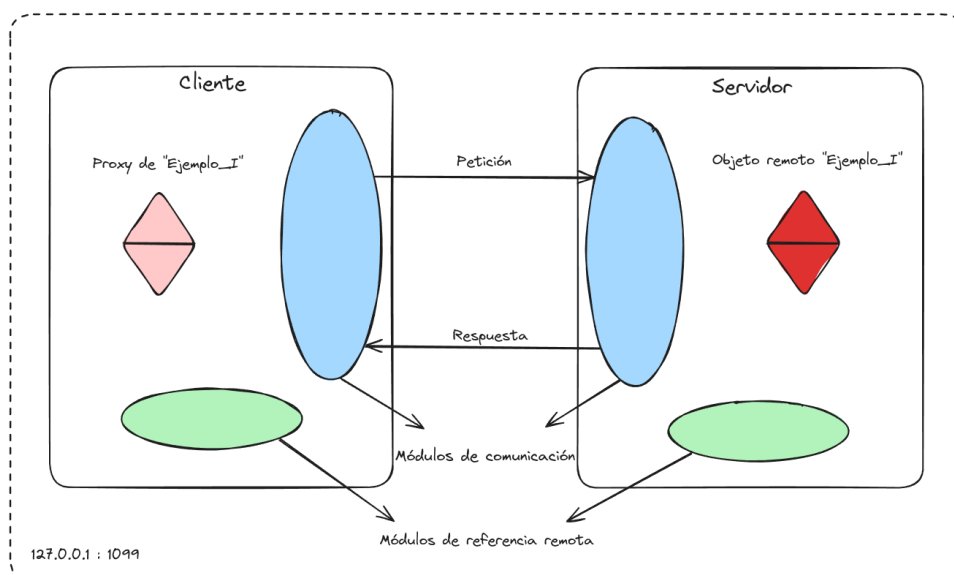 Cliente
Servidor
Proxy de "Ejemplo_I"
Petición
Objeto remoto "Ejemplo_I"
Respuesta
Módulos de comunicación
Módulos de referencia remota
127.0.0.1 : 1099